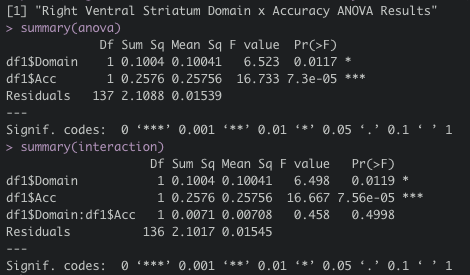 [1] "Right Ventral Striatum Domain x Accuracy ANOVA Results"
> summary(anova)
Df Sum Sq Mean Sq F value Pr(>F)
df1$Domain 1 0.1004 0.10041 6.523 0.0117 *
df1$Acc 1 0.2576 0.25756 16.733 7.3e-05 ***
Residuals 137 2.1088 0.01539
---
Signif. codes: 0 ‘***’ 0.001 ‘**’ 0.01 ‘*’ 0.05 ‘.’ 0.1 ‘ ’ 1
> summary(interaction)
Df Sum Sq Mean Sq F value Pr(>F)
df1$Domain 1 0.1004 0.10041 6.498 0.0119 *
df1$Acc 1 0.2576 0.25756 16.667 7.56e-05 ***
df1$Domain:df1$Acc 1 0.0071 0.00708 0.458 0.4998
Residuals 136 2.1017 0.01545
---
Signif. codes: 0 ‘***’ 0.001 ‘**’ 0.01 ‘*’ 0.05 ‘.’ 0.1 ‘ ’ 1